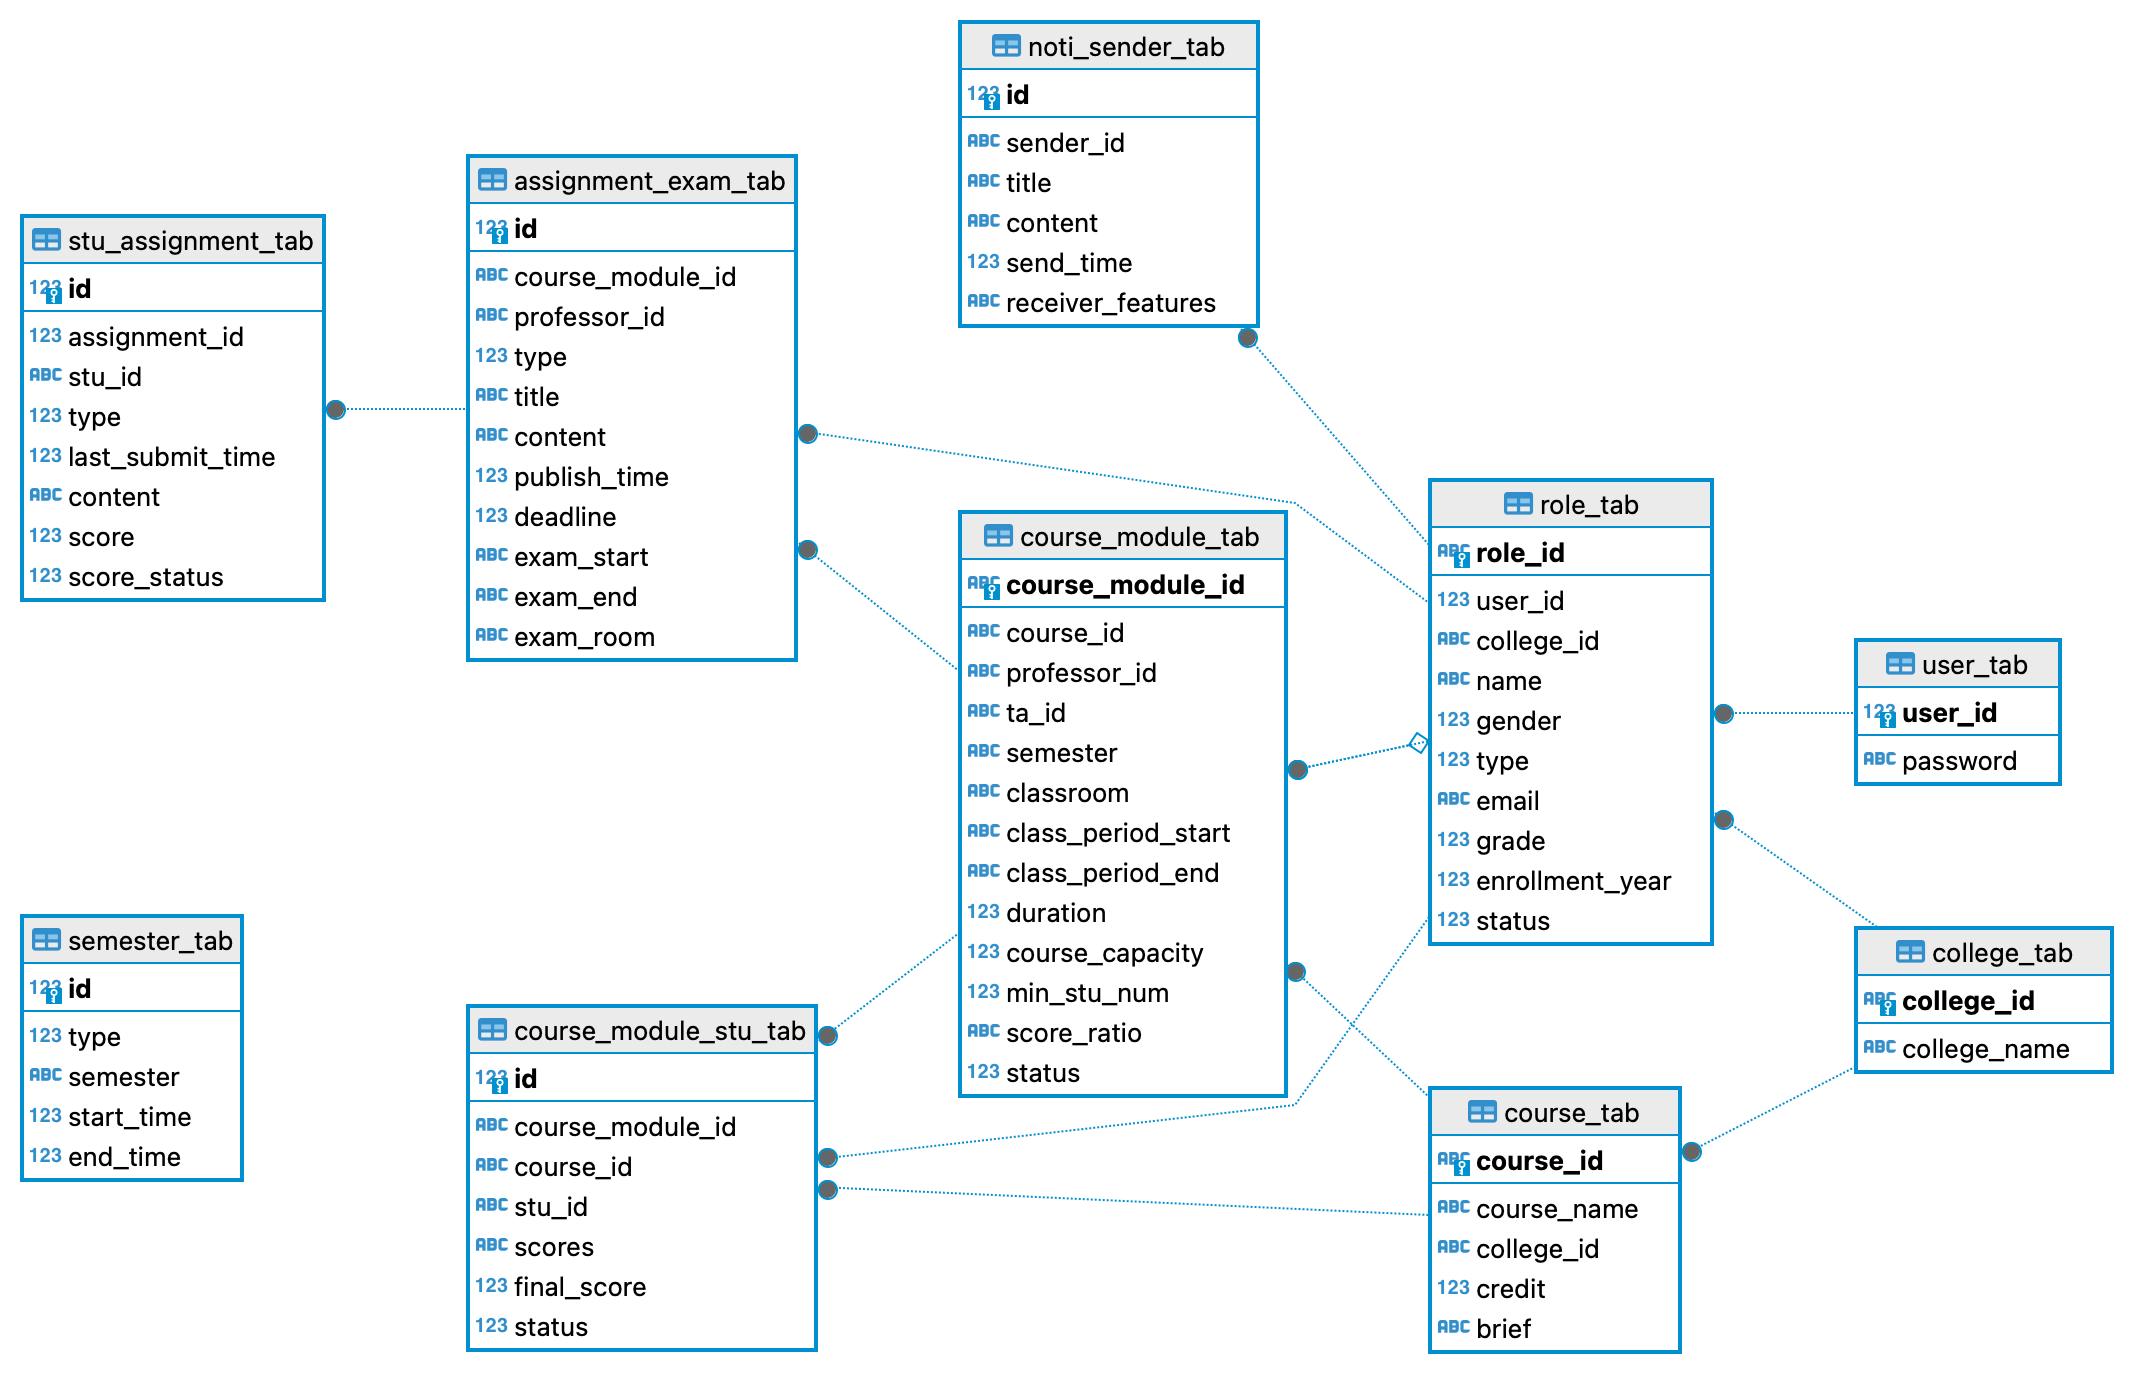 noti_sender_tab
123 id
ABC sender_id
ABC title
ABC content
123 send_time
ABC receiver_features
assignment_exam_tab
123 id
ABC course_module_id
ABC professor_id
123 type
ABC title
ABC content
123 publish_time
123 deadline
ABC exam_start
ABC exam_end
ABC exam_room
stu_assignment_tab
123 id
123 assignment_id
ABC stu_id
123 type
123 last_submit_time
ABC content
123 score
123 score_status
course_module_tab
ABC course_module_id
ABC course_id
ABC professor_id
ABC ta_id
ABC semester
ABC classroom
ABC class_period_start
ABC class_period_end
123 duration
123 course_capacity
123 min_stu_num
ABC score_ratio
123 status
role_tab
ABC role_id
123 user_id
ABC college_id
ABC name
123 gender
123 type
ABC email
123 grade
123 enrollment_year
123 status
user_tab
123 user_id
ABC password
semester_tab
123 id
123 type
ABC semester
123 start_time
123 end_time
course_module_stu_tab
123 id
ABC course_module_id
ABC course_id
ABC stu_id
ABC scores
123 final_score
123 status
college_tab
ABC college_id
ABC college_name
course_tab
ABC course_id
ABC course_name
ABC college_id
123 credit
ABC brief